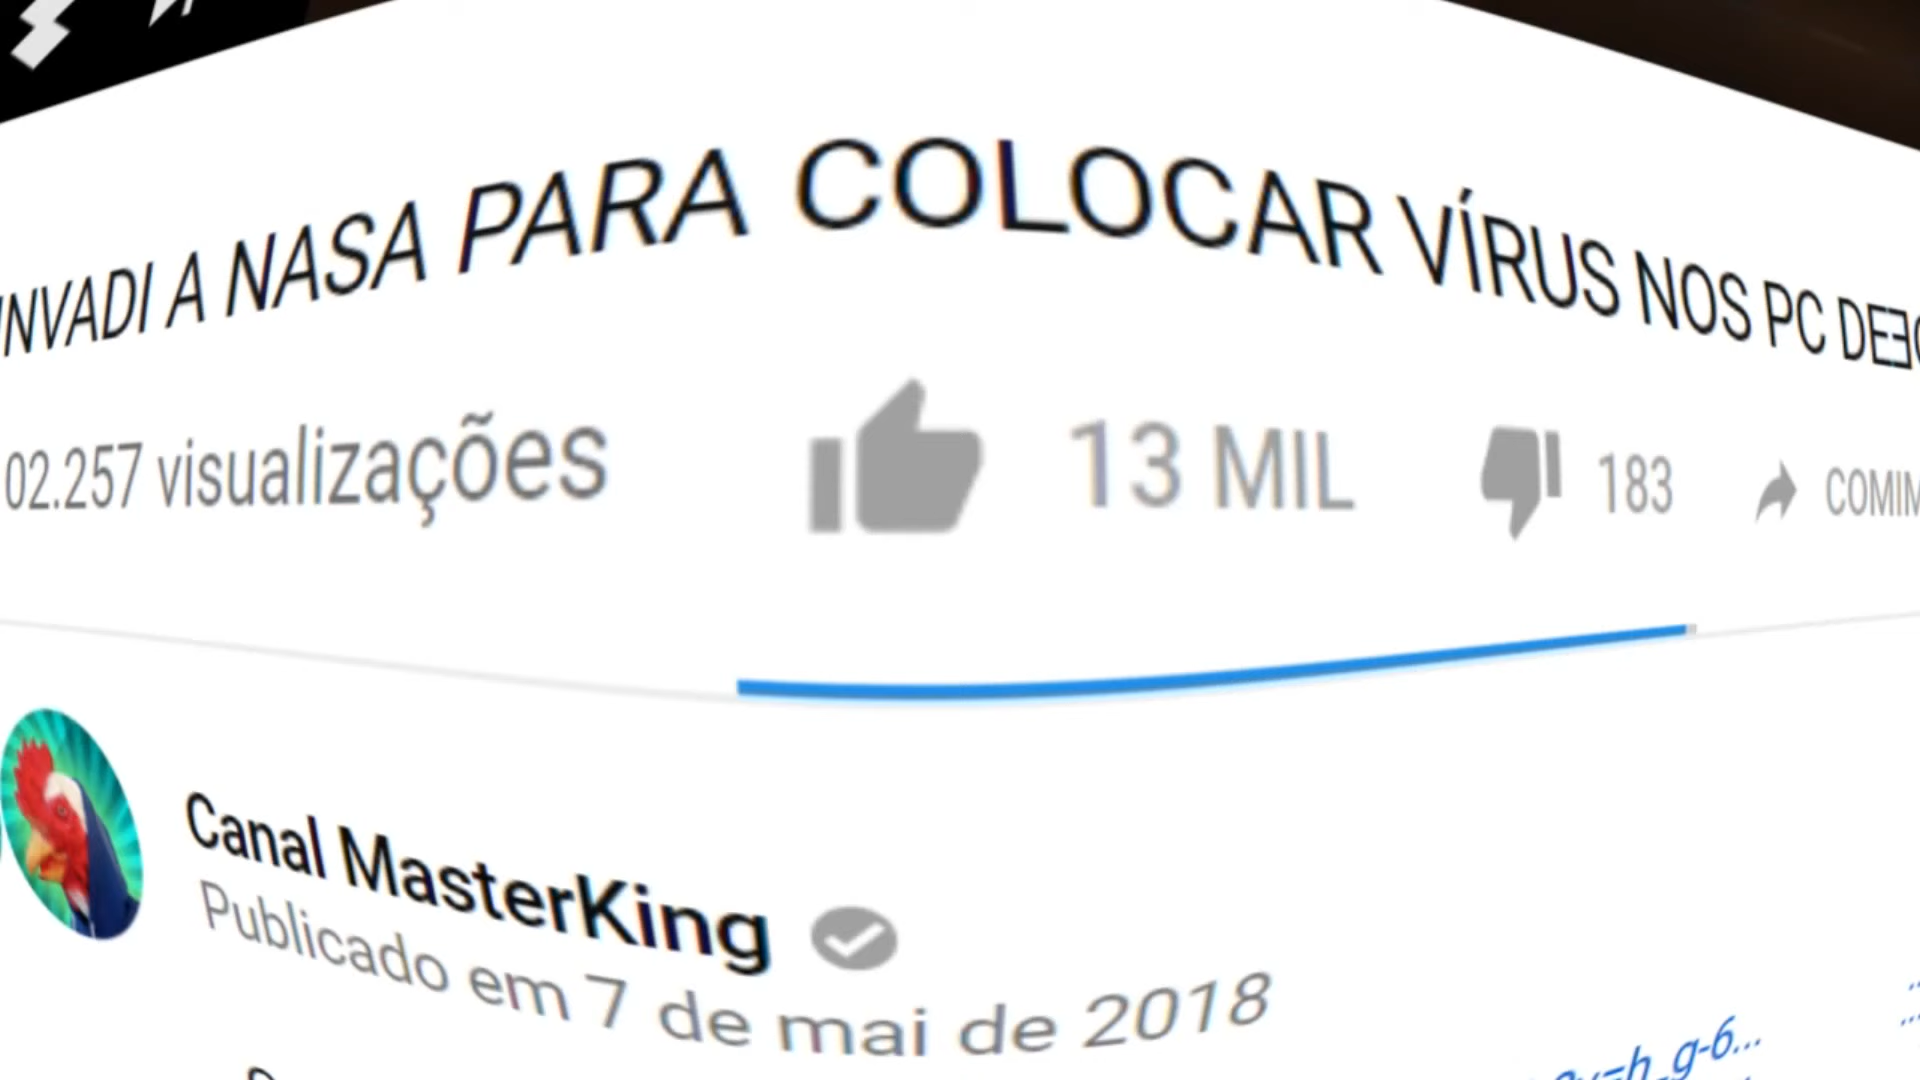 INVADI A NASA PARA COLOCAR VÍRUS NOS PC DE
02.257 visualizações
13 MIL
183
Canal MasterKing
Publicado em 7 de mai de 2018